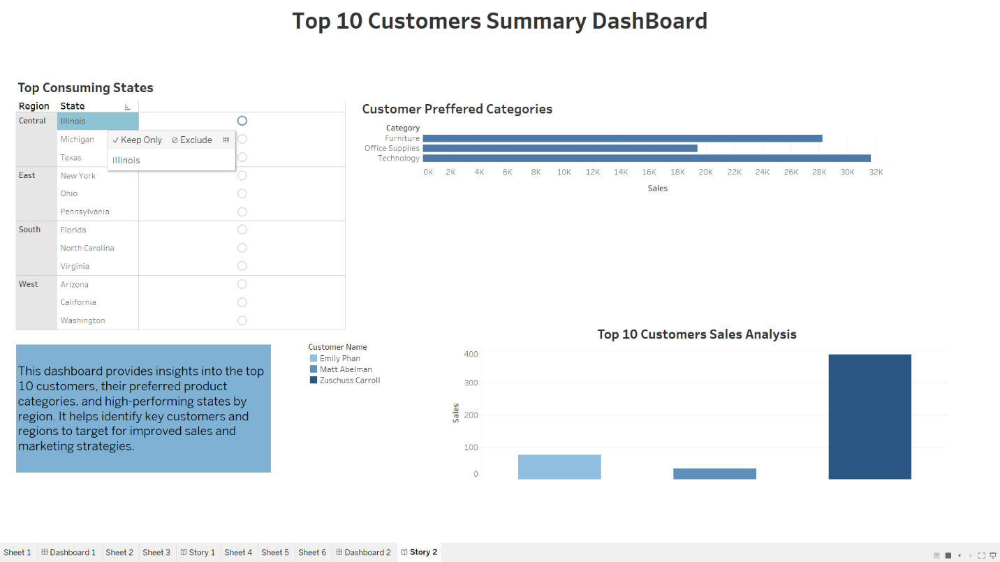 Top 10 Customers Summary DashBoard
Top Consuming States
Region State
Central Illinois
Michigan
Texas
✓ Keep Only ⊘ Exclude
Illinois
East New York
Ohio
Pennsylvania
South Florida
North Carolina
Virginia
West Arizona
California
Washington
Customer Preffered Categories
Category
Furniture
Office Supplies
Technology
0K 2K 4K 6K 8K 10K 12K 14K 16K 18K 20K 22K 24K 26K 28K 30K 32K
Sales
This dashboard provides insights into the top
10 customers, their preferred product
categories, and high-performing states by
region. It helps identify key customers and
regions to target for improved sales and
marketing strategies.
Customer Name
Emily Phan
Matt Abelman
Zuschuss Carroll
Top 10 Customers Sales Analysis
400
300
200
100
0
Sales
Sheet 1 Dashboard 1 Sheet 2 Sheet 3 Story 1 Sheet 4 Sheet 5 Sheet 6 Dashboard 2 Story 2